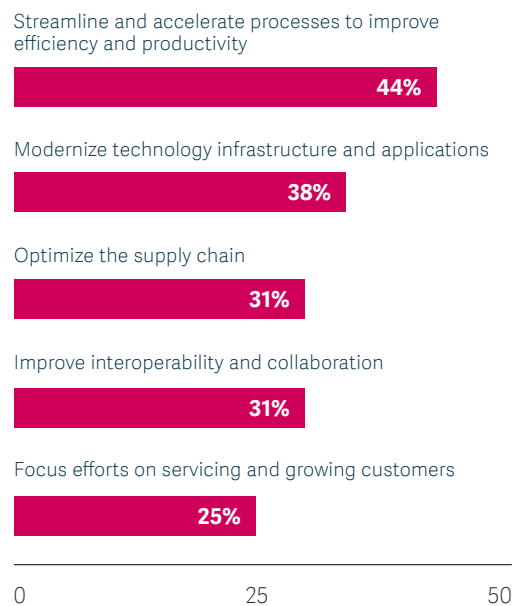 Streamline and accelerate processes to improve
efficiency and productivity
44%
Modernize technology infrastructure and applications
38%
Optimize the supply chain
31%
Improve interoperability and collaboration
31%
Focus efforts on servicing and growing customers
25%
0 25 50